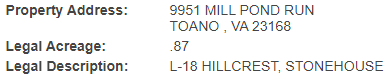 Property Address: 9951 MILL POND RUN
TOANO , VA 23168
Legal Acreage: .87
Legal Description: L-18 HILLCREST, STONEHOUSE